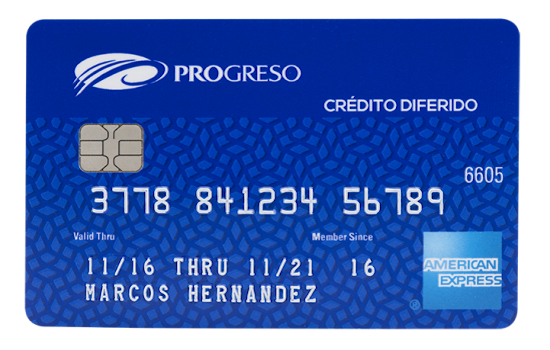 PROGRESO
CRÉDITO DIFERIDO
6605
3778 841234 56789
Valid Thru Member Since
11/16 THRU 11/21 16
MARCOS HERNANDEZ
AMERICAN
EXPRESS
®